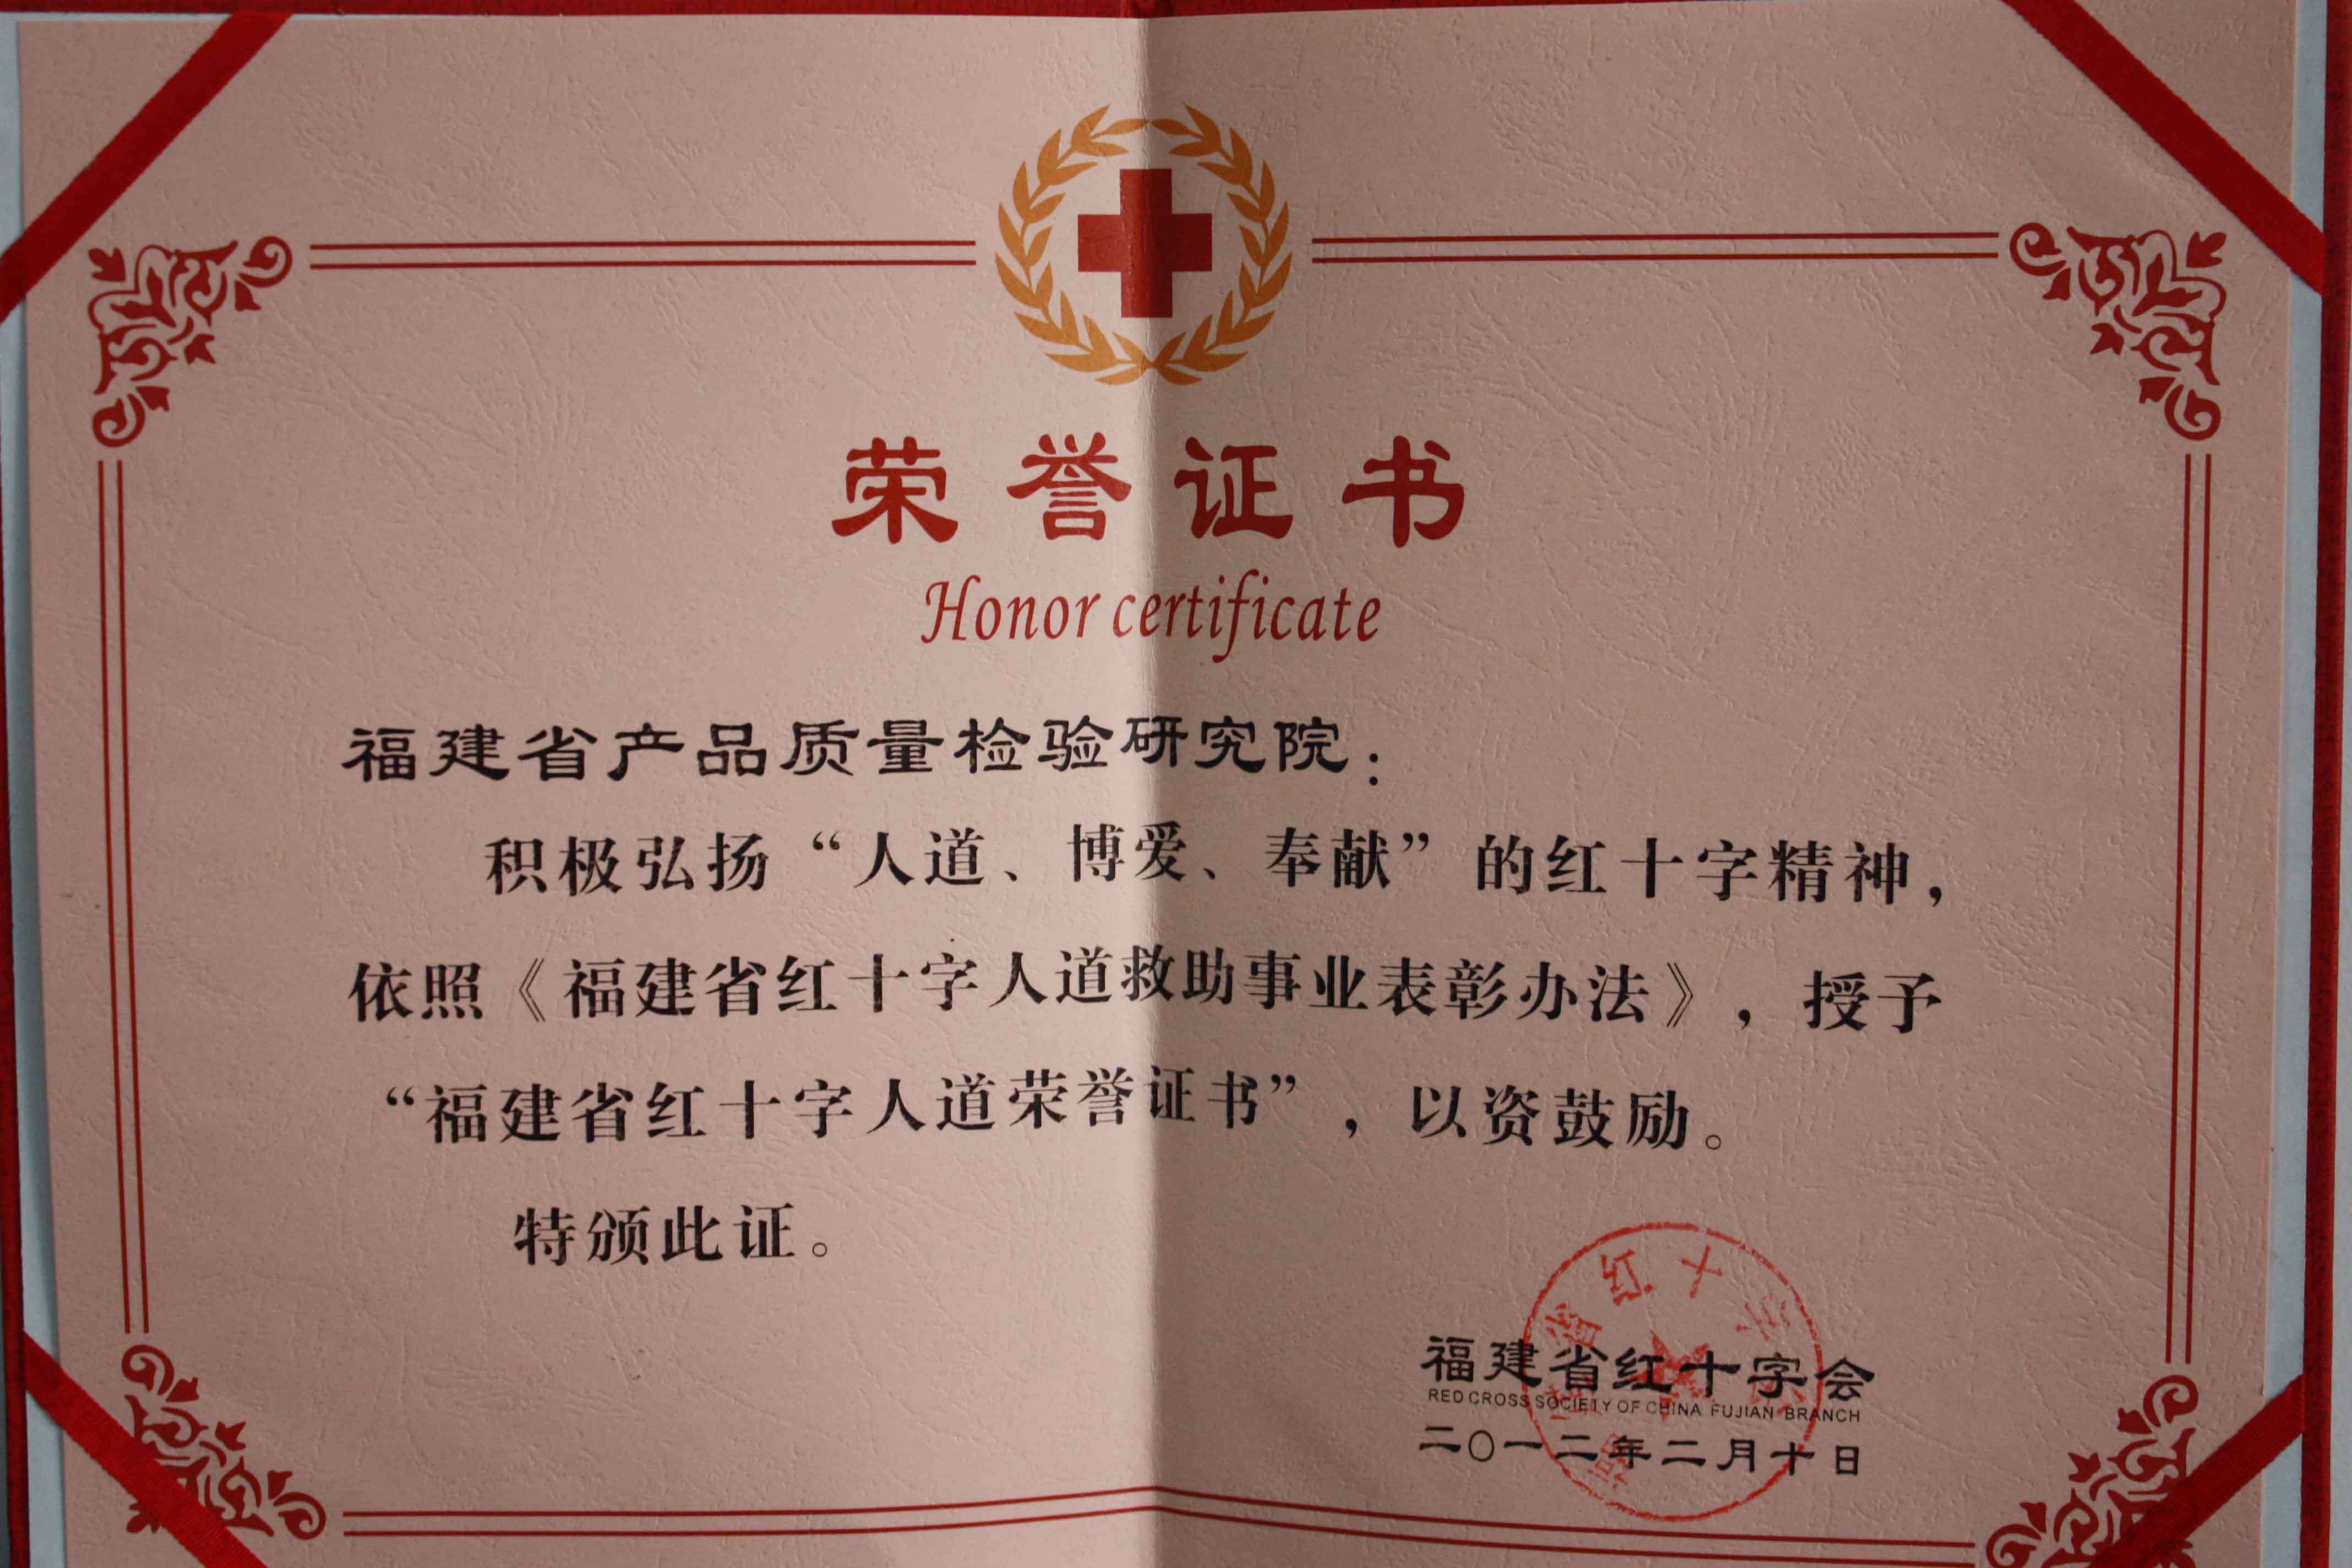 荣誉证书
Honor certificate
福建省产品质量检验研究院：
积极弘扬“人道、博爱、奉献”的红十字精神，
依照《福建省红十字人道救助事业表彰办法》，授予
“福建省红十字人道荣誉证书”，以资鼓励。
特颁此证。
省红十字
福建省红十字会
RED CROSS SOCIETY OF CHINA FUJIAN BRANCH
二〇一二年二月十日